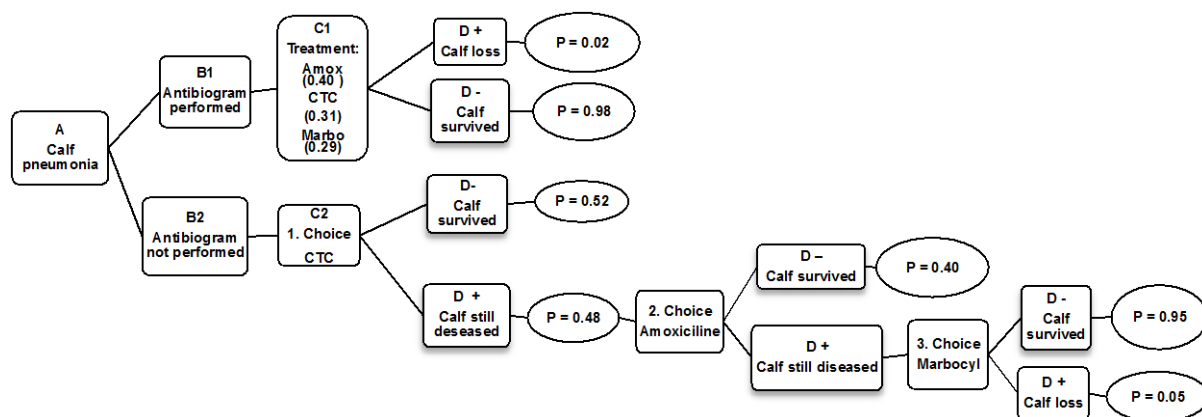 A
Calf
pneumonia
B1
Antibiogram
performed
C1
Treatment:
Amox
(0.40 )
CTC
(0.31)
Marbo
(0.29)
D +
Calf loss
P = 0.02
D -
Calf
survived
P = 0.98
B2
Antibiogram
not performed
C2
1. Choice
CTC
D-
Calf
survived
P = 0.52
D +
Calf still
deseased
P = 0.48
2. Choice
Amoxiciline
D –
Calf survived
P = 0.40
D +
Calf still diseased
3. Choice
Marbocyl
D -
Calf
survived
P = 0.95
D +
Calf loss
P = 0.05